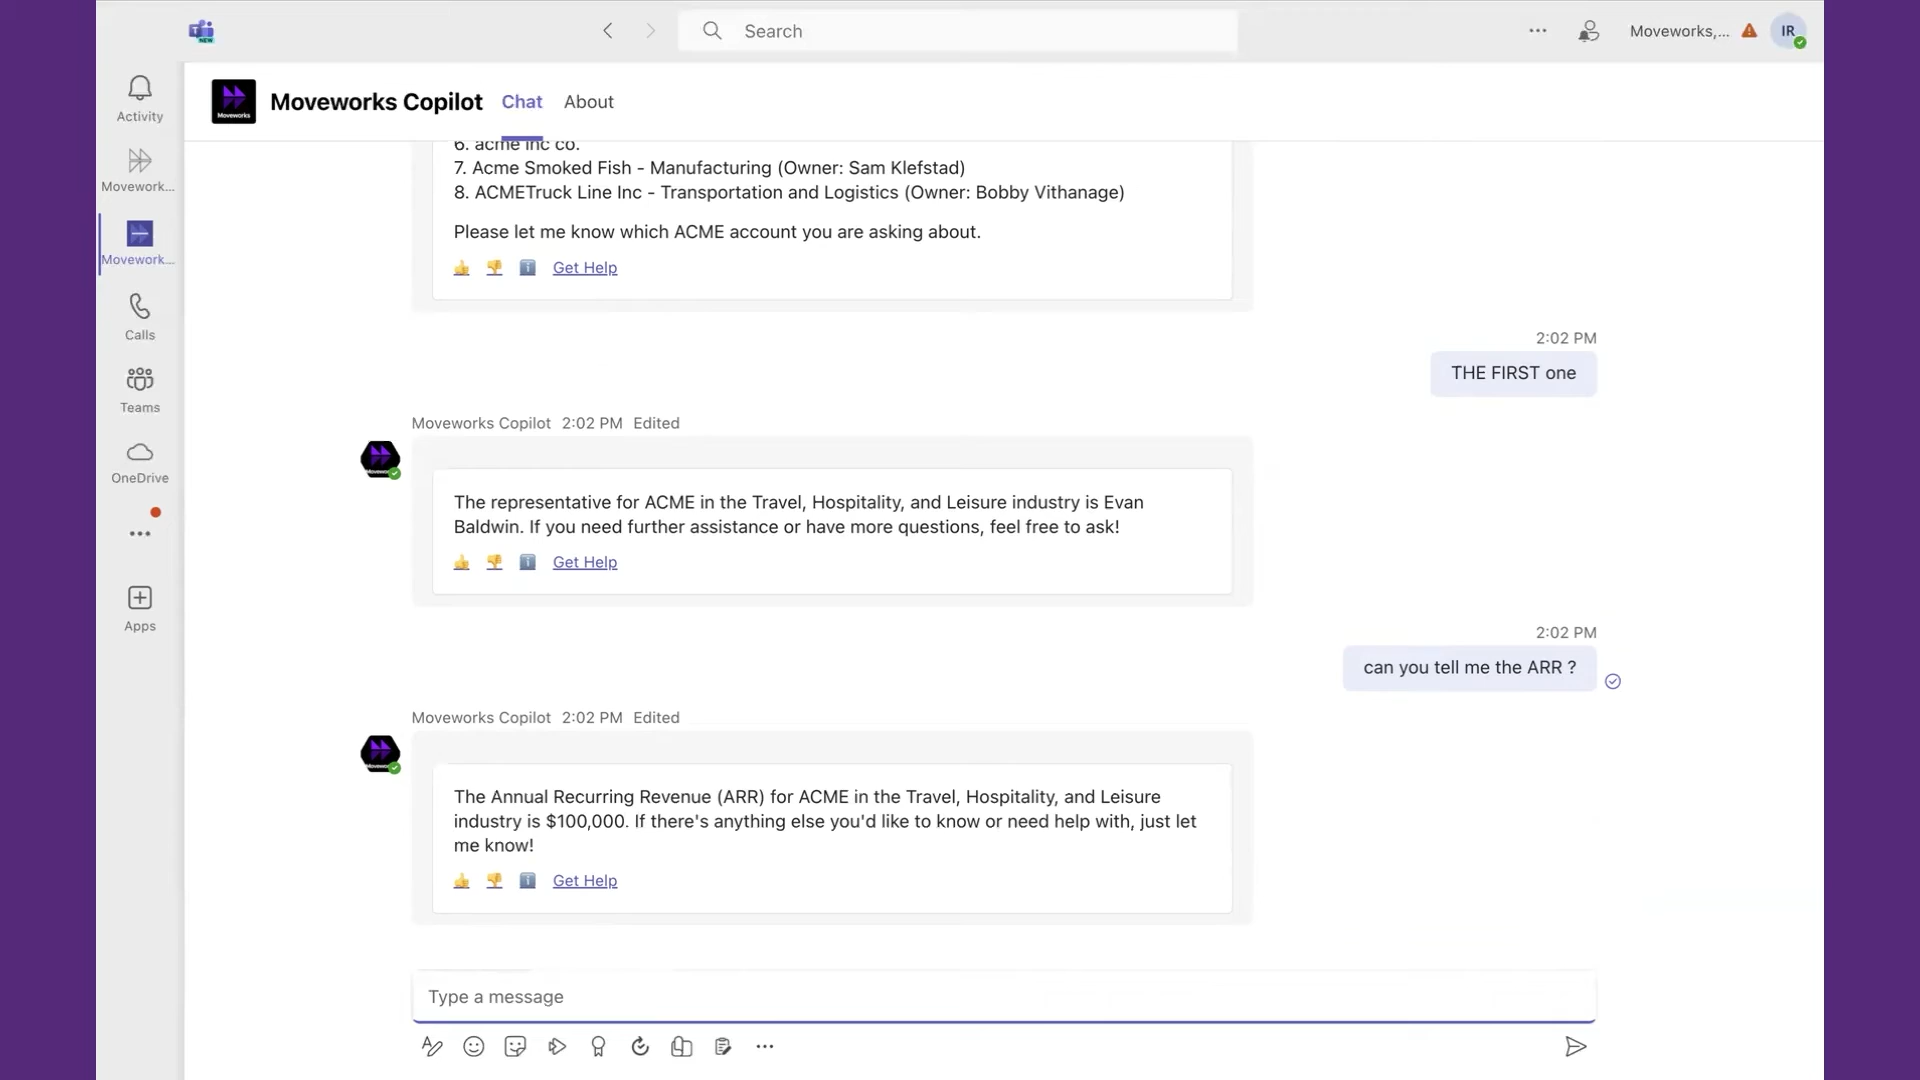 NEW
Search
Moveworks,...
IR
Activity
Movework...
Movework...
Calls
Teams
OneDrive
Apps
Moveworks
Moveworks Copilot
Chat
About
6. acme inc co.
7. Acme Smoked Fish - Manufacturing (Owner: Sam Klefstad)
8. ACMETruck Line Inc - Transportation and Logistics (Owner: Bobby Vithanage)
Please let me know which ACME account you are asking about.
Get Help
2:02 PM
THE FIRST one
Moveworks Copilot 2:02 PM Edited
The representative for ACME in the Travel, Hospitality, and Leisure industry is Evan
Baldwin. If you need further assistance or have more questions, feel free to ask!
Get Help
2:02 PM
can you tell me the ARR ?
Moveworks Copilot 2:02 PM Edited
The Annual Recurring Revenue (ARR) for ACME in the Travel, Hospitality, and Leisure
industry is $100,000. If there's anything else you'd like to know or need help with, just let
me know!
Get Help
Type a message